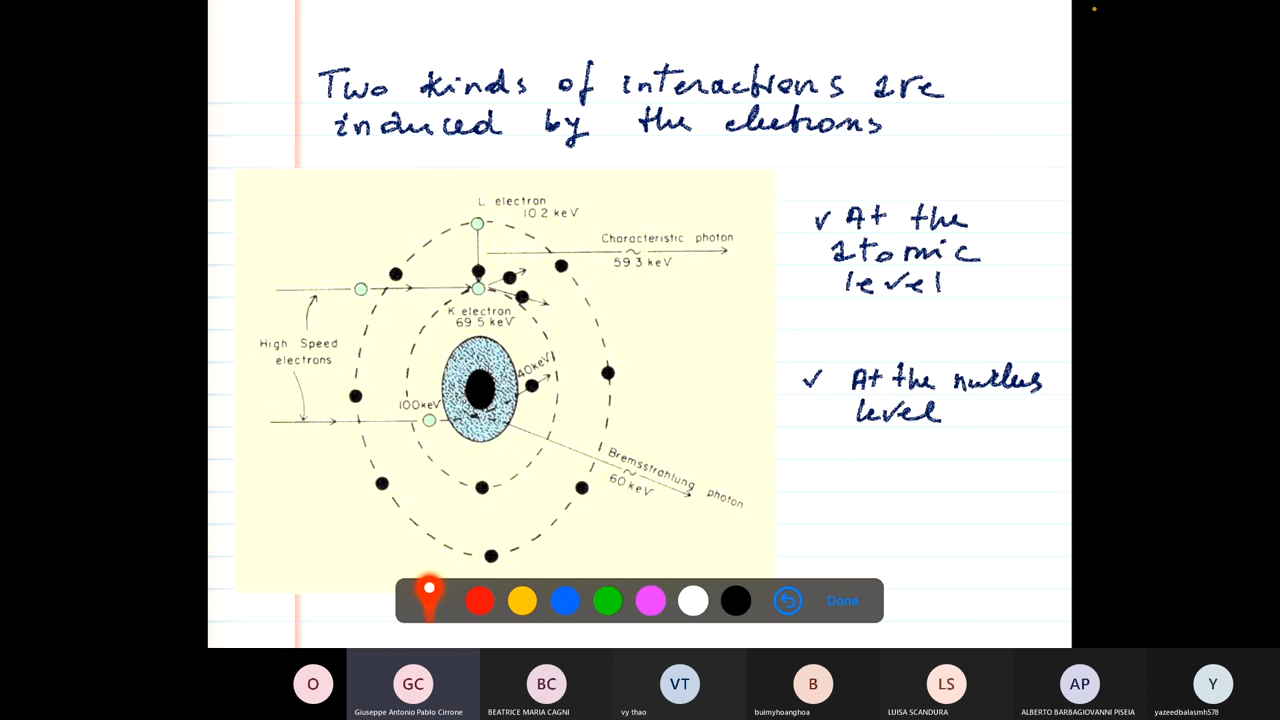 Two kinds of interactions are
induced by the eletrons
L electron
10.2 keV
Characteristic photon
59.3 keV
K electron
69.5 keV
High Speed
electrons
40keV
100keV
Bremsstrahlung photon
60 keV
✓ At the
atomic
level
✓ At the nucleus
level
Done
O
GC
BC
VT
B
LS
AP
Y
Giuseppe Antonio Pablo Cirrone
BEATRICE MARIA CAGNI
vy thao
buimyhoanghoa
LUISA SCANDURA
ALBERTO BARBAGIOVANNI PISEIA
yazeedbalasmh578